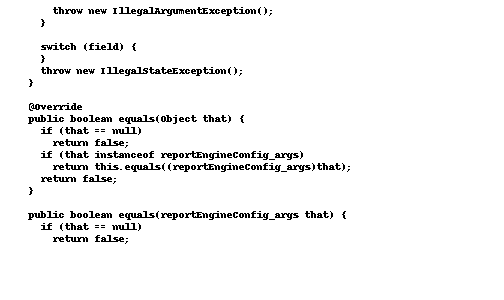 throw new IllegalArgumentException();
}
switch (field) {
}
throw new IllegalStateException();
}
@Override
public boolean equals(Object that) {
if (that == null)
return false;
if (that instanceof reportEngineConfig_args)
return this.equals((reportEngineConfig_args)that);
return false;
}
public boolean equals(reportEngineConfig_args that) {
if (that == null)
return false;